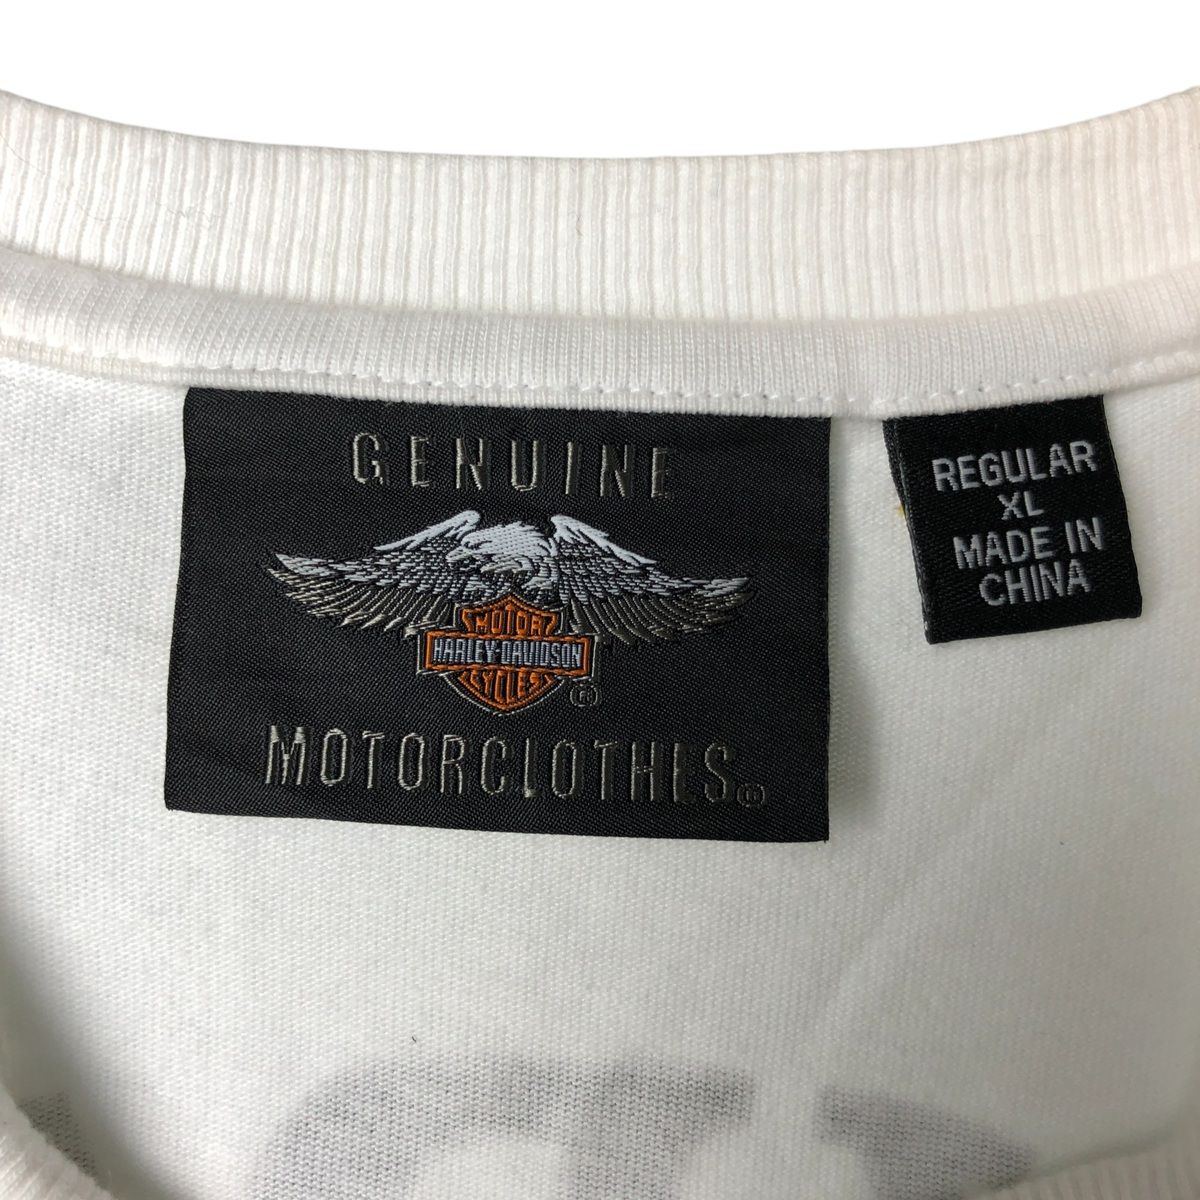 GENUINE
MOTOR
HARLEY-DAVIDSON
CYCLES
®
MOTORCLOTHES®
REGULAR
XL
MADE IN
CHINA